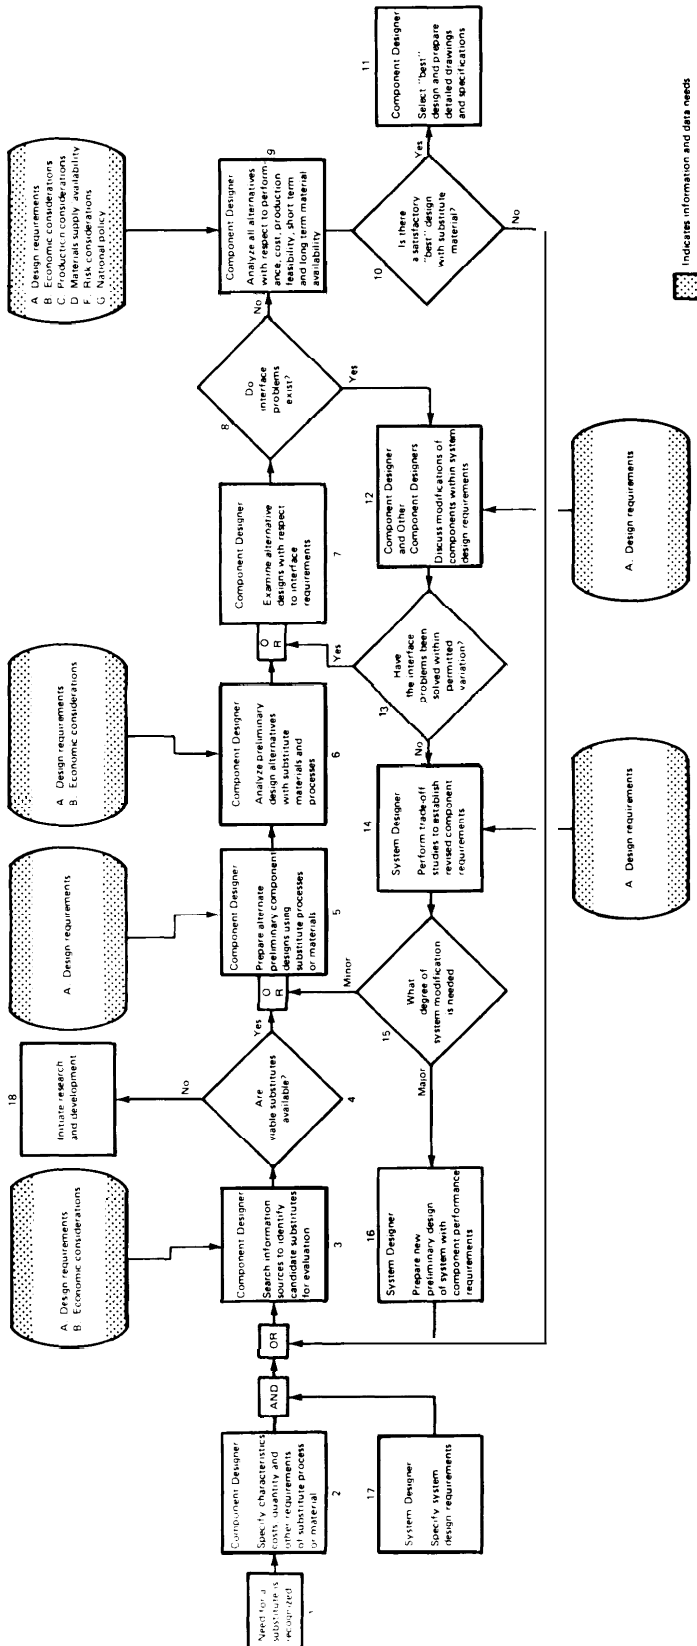 Need for a
substitute is
recognized
1
Component Designer
Specify characteristics
costs, quantity and
other requirements
of substitute process
or material
2
AND
System Designer
Specify system
design requirements
17
OR
A Design requirements
B Economic considerations
Component Designer
Search information
sources to identify
candidate substitutes
for evaluation
3
Are
viable substitutes
available?
4
No
Initiate research
and development
18
Yes
O
R
A Design requirements
Component Designer
Prepare alternate
preliminary component
designs using
substitute processes
or materials
5
A Design requirements
B Economic considerations
Component Designer
Analyze preliminary
design alternatives
with substitute
materials and
processes
6
O
R
Component Designer
Examine alternative
designs with respect
to interface
requirements
7
Do
interface
problems
exist?
8
No
Yes
A Design requirements
B Economic considerations
C. Production considerations
D Materials supply availability
F. Risk considerations
G National policy
Component Designer
Analyze all alternatives
with respect to perform-
ance, cost, production
feasibility, short term
and long term material
availability
9
Is there
a satisfactory
"best" design
with substitute
material?
10
Yes
No
Component Designer
Select "best"
design and prepare
detailed drawings
and specifications
11
Component Designer
and Other
Component Designers
Discuss modifications of
components within system
design requirements
12
A. Design requirements
Have
the interface
problems been
solved within
permitted
variation?
13
Yes
No
System Designer
Perform trade-off
studies to establish
revised component
requirements
14
A Design requirements
What
degree of
system modification
is needed
15
Minor
Major
System Designer
Prepare new
preliminary design
of system with
component performance
requirements
16
Indicates information and data needs